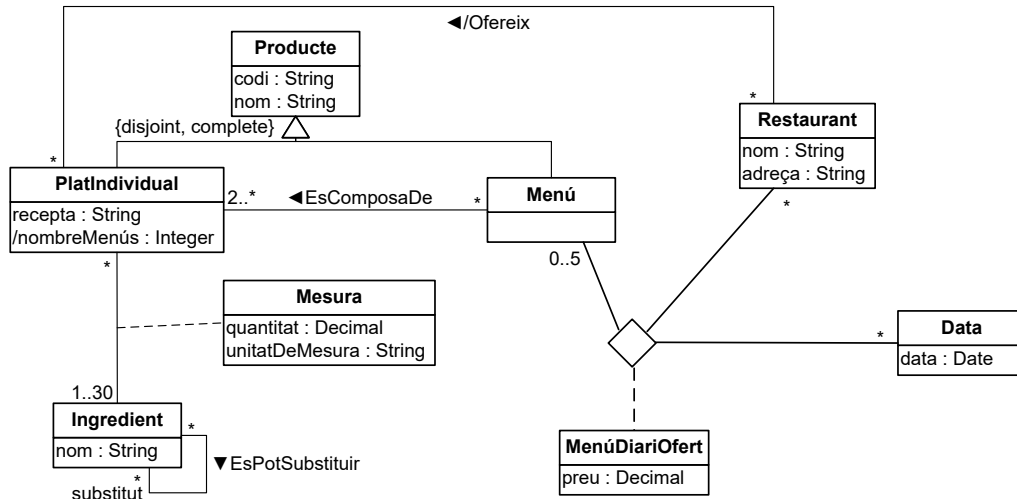 ◄/Ofereix
Producte
codi : String
nom : String
{disjoint, complete}
*
*
Restaurant
nom : String
adreça : String
PlatIndividual
recepta : String
/nombreMenús : Integer
2..*
◄EsComposaDe
*
Menú
*
*
0..5
Mesura
quantitat : Decimal
unitatDeMesura : String
*
Data
data : Date
1..30
Ingredient
nom : String
*
▼EsPotSubstituir
*
substitut
MenúDiariOfert
preu : Decimal